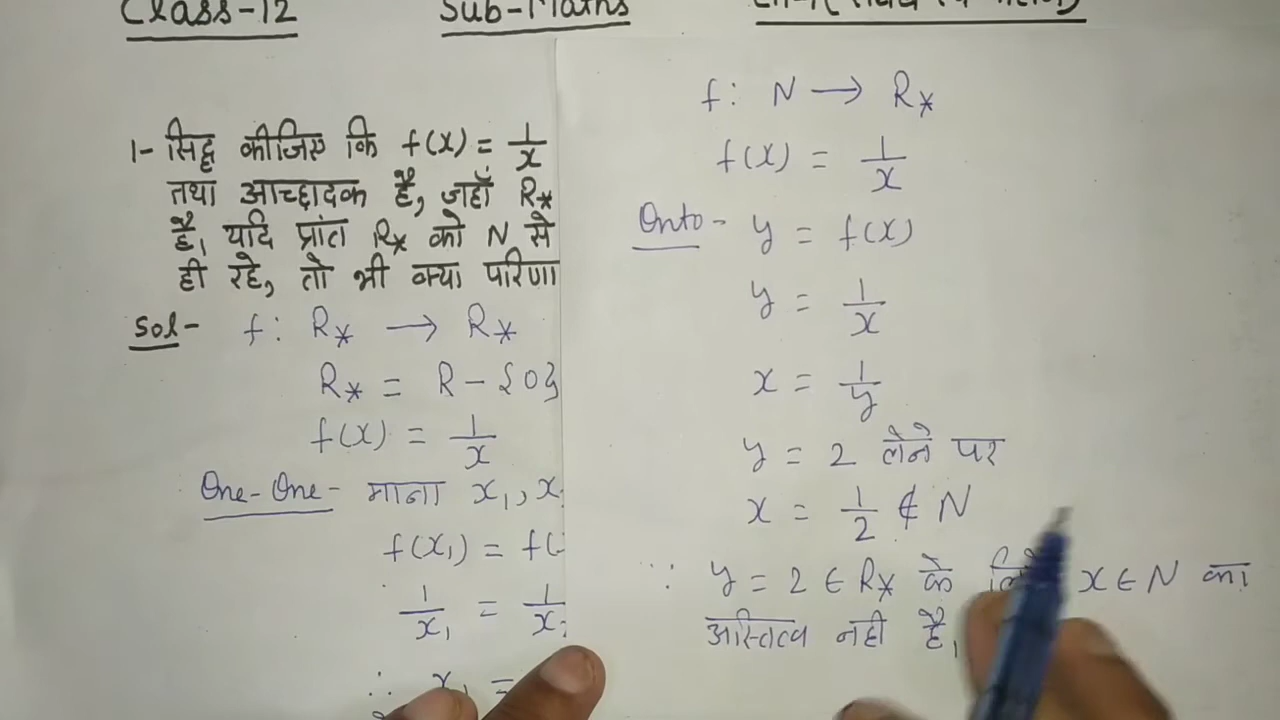 Class-12 Sub-Maths
1- सिद्ध कीजिए कि f(x) = 1/x
तथा आच्छादक है, जहाँ R*
है। यदि प्रांत R* को N से
ही रहे, तो भी क्या परिणा
Sol- f: R* → R*
R* = R - {0}
f(x) = 1/x
One-One- माना x₁, x
f(x₁) = f(
1/x₁ = 1/x
∴ x₁ =
f: N → R*
f(x) = 1/x
Onto- y = f(x)
y = 1/x
x = 1/y
y = 2 लेने पर
x = 1/2 ∉ N
∵ y = 2 ∈ R* के x ∈ N का
अस्तित्व नही है।